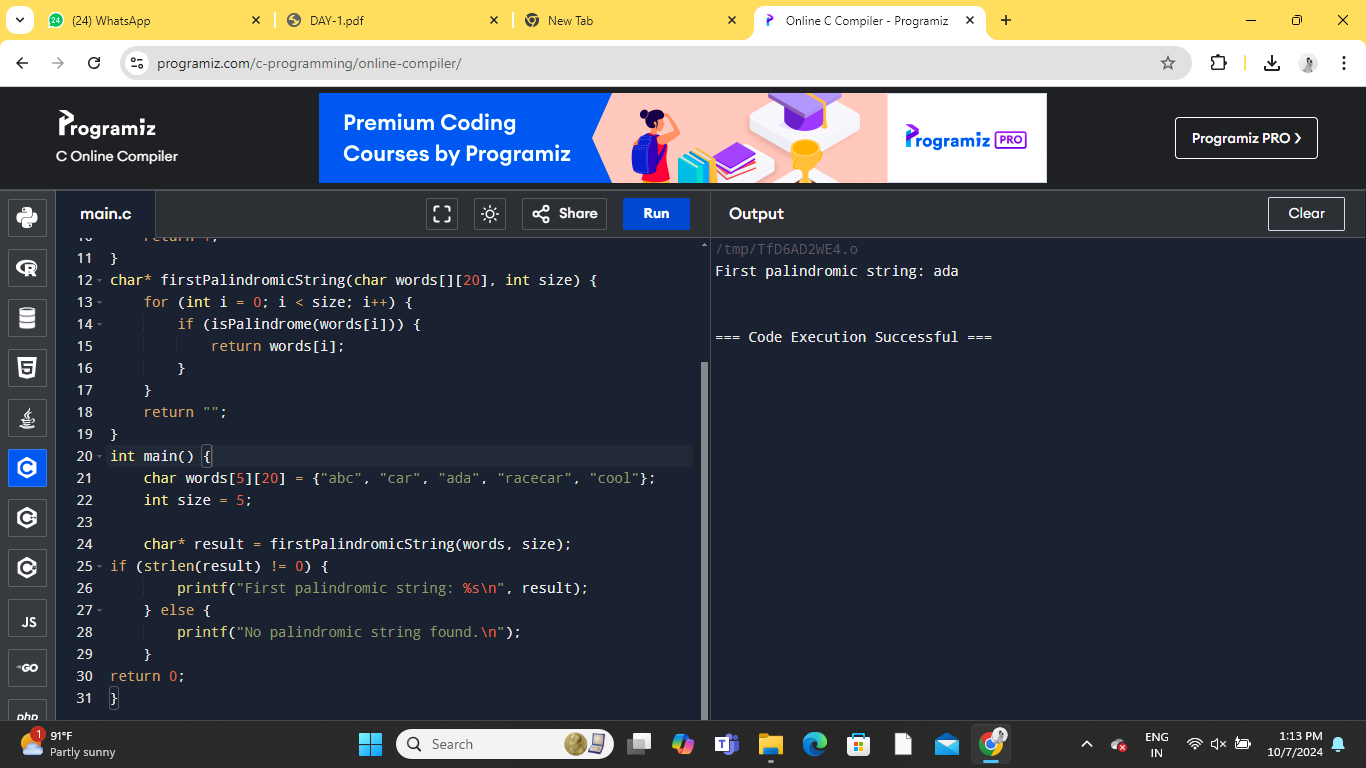 (24) WhatsApp
DAY-1.pdf
New Tab
Online C Compiler - Programiz
programiz.com/c-programming/online-compiler/
Programiz
C Online Compiler
Premium Coding
Courses by Programiz
Programiz PRO
Programiz PRO
main.c
Share
Run
Output
Clear
11 }
12 char* firstPalindromicString(char words[][20], int size) {
13     for (int i = 0; i < size; i++) {
14         if (isPalindrome(words[i])) {
15             return words[i];
16         }
17     }
18     return "";
19 }
20 int main() {
21     char words[5][20] = {"abc", "car", "ada", "racecar", "cool"};
22     int size = 5;
23
24     char* result = firstPalindromicString(words, size);
25 if (strlen(result) != 0) {
26         printf("First palindromic string: %s\n", result);
27     } else {
28         printf("No palindromic string found.\n");
29     }
30 return 0;
31 }
/tmp/TfD6AD2WE4.o
First palindromic string: ada
=== Code Execution Successful ===
JS
GO
php
1
91°F
Partly sunny
Search
ENG
IN
1:13 PM
10/7/2024